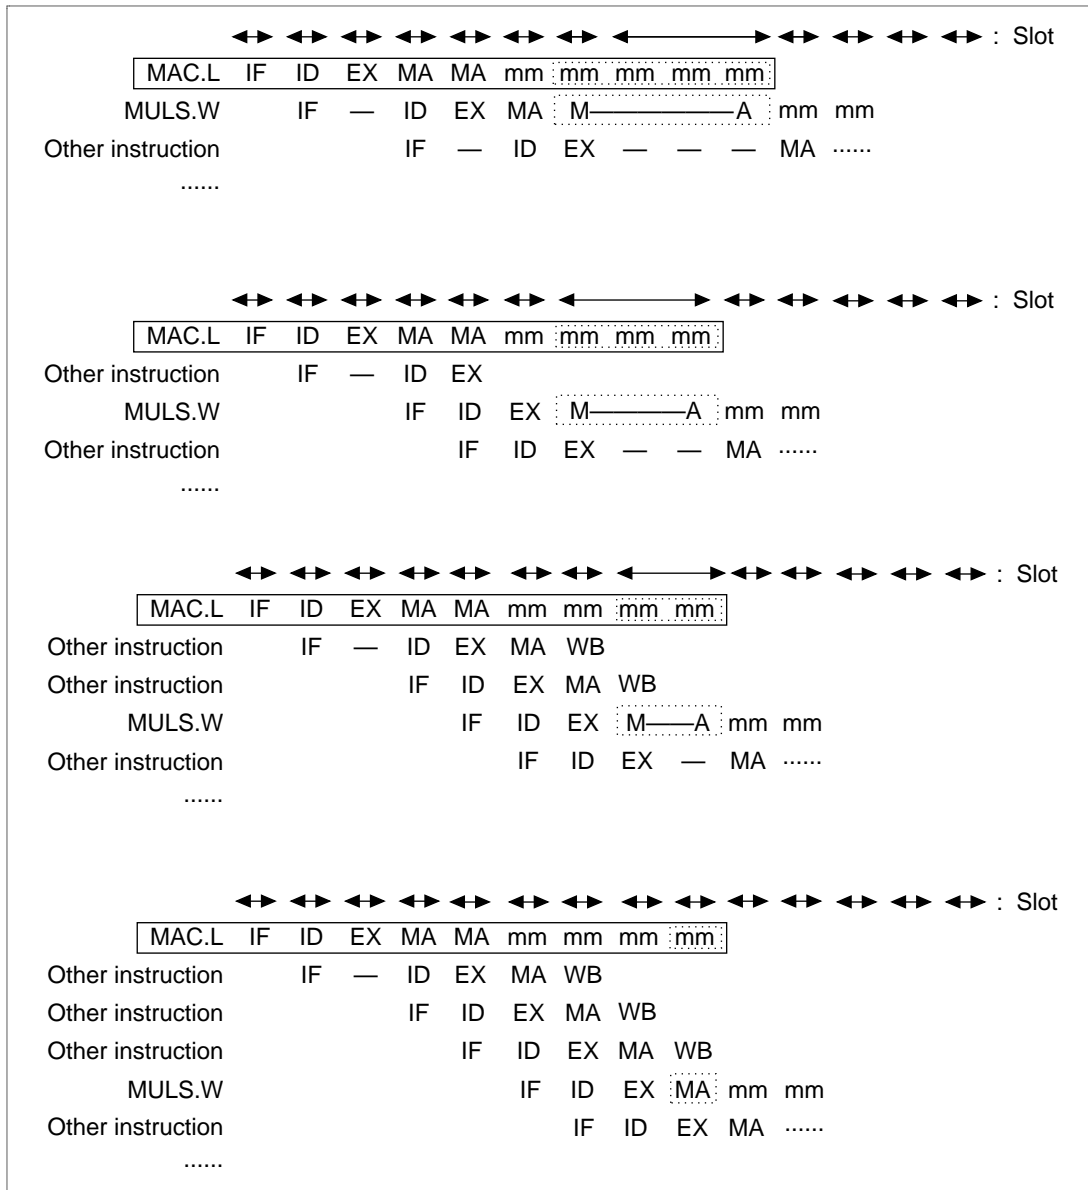 : Slot
MAC.L IF ID EX MA MA mm mm mm mm mm
MULS.W IF — ID EX MA M—————A mm mm
Other instruction IF — ID EX — — — MA ......
......
: Slot
MAC.L IF ID EX MA MA mm mm mm mm
Other instruction IF — ID EX
MULS.W IF ID EX M————A mm mm
Other instruction IF ID EX — — MA ......
......
: Slot
MAC.L IF ID EX MA MA mm mm mm mm
Other instruction IF — ID EX MA WB
Other instruction IF ID EX MA WB
MULS.W IF ID EX M——A mm mm
Other instruction IF ID EX — MA ......
......
: Slot
MAC.L IF ID EX MA MA mm mm mm mm
Other instruction IF — ID EX MA WB
Other instruction IF ID EX MA WB
Other instruction IF ID EX MA WB
MULS.W IF ID EX MA mm mm
Other instruction IF ID EX MA ......
......